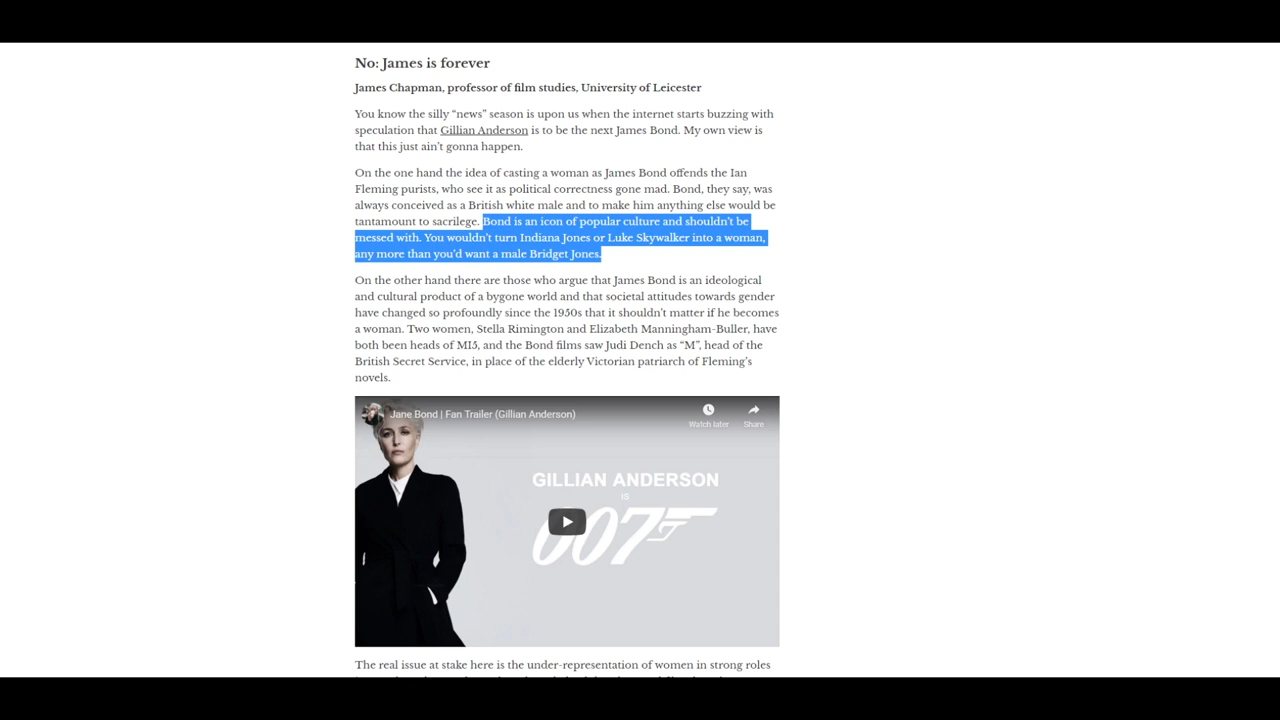 No: James is forever
James Chapman, professor of film studies, University of Leicester
You know the silly “news” season is upon us when the internet starts buzzing with
speculation that Gillian Anderson is to be the next James Bond. My own view is
that this just ain’t gonna happen.
On the one hand the idea of casting a woman as James Bond offends the Ian
Fleming purists, who see it as political correctness gone mad. Bond, they say, was
always conceived as a British white male and to make him anything else would be
tantamount to sacrilege. Bond is an icon of popular culture and shouldn’t be
messed with. You wouldn’t turn Indiana Jones or Luke Skywalker into a woman,
any more than you’d want a male Bridget Jones.
On the other hand there are those who argue that James Bond is an ideological
and cultural product of a bygone world and that societal attitudes towards gender
have changed so profoundly since the 1950s that it shouldn’t matter if he becomes
a woman. Two women, Stella Rimington and Elizabeth Manningham-Buller, have
both been heads of MI5, and the Bond films saw Judi Dench as “M”, head of the
British Secret Service, in place of the elderly Victorian patriarch of Fleming’s
novels.
Jane Bond | Fan Trailer (Gillian Anderson)
Watch later
Share
GILLIAN ANDERSON
IS
007
The real issue at stake here is the under-representation of women in strong roles